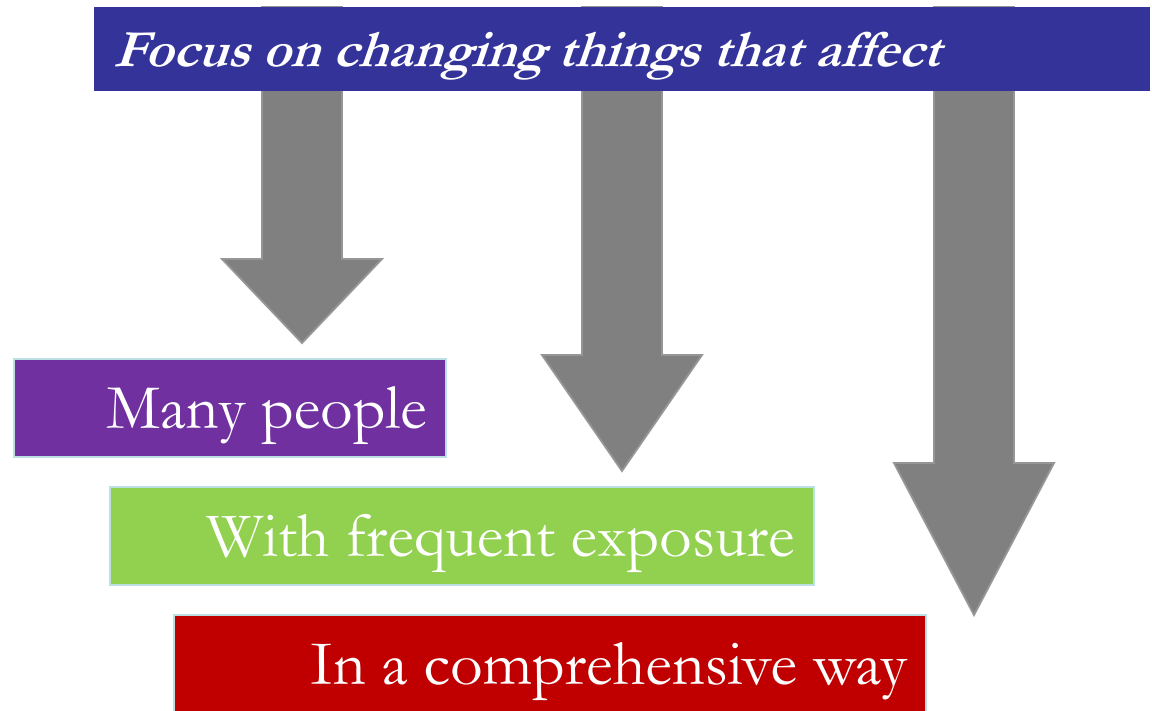 Focus on changing things that affect
Many people
With frequent exposure
In a comprehensive way